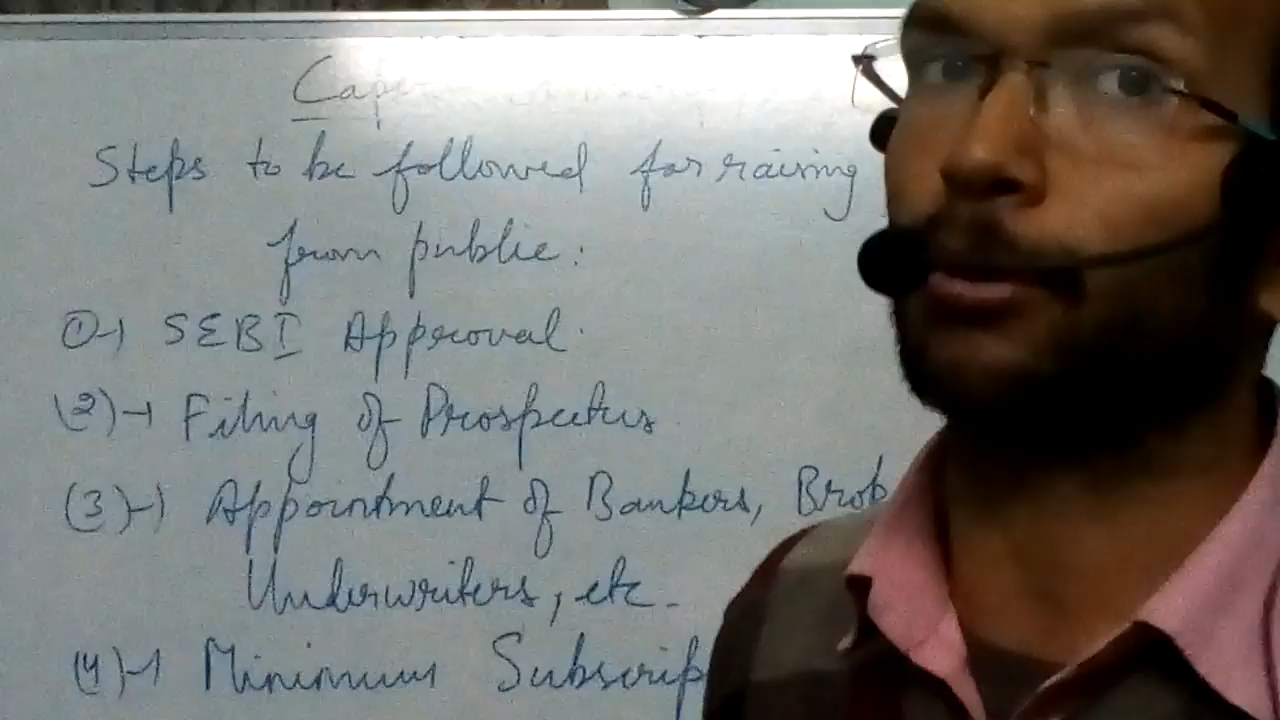 Cap
Steps to be followed for raising
from public:
(1)-| SEBI Approval.
(2)-| Filing of Prospectus
(3)-| Appointment of Bankers, Brok
Underwriters, etc.
(4)-| Minimum Subscrip